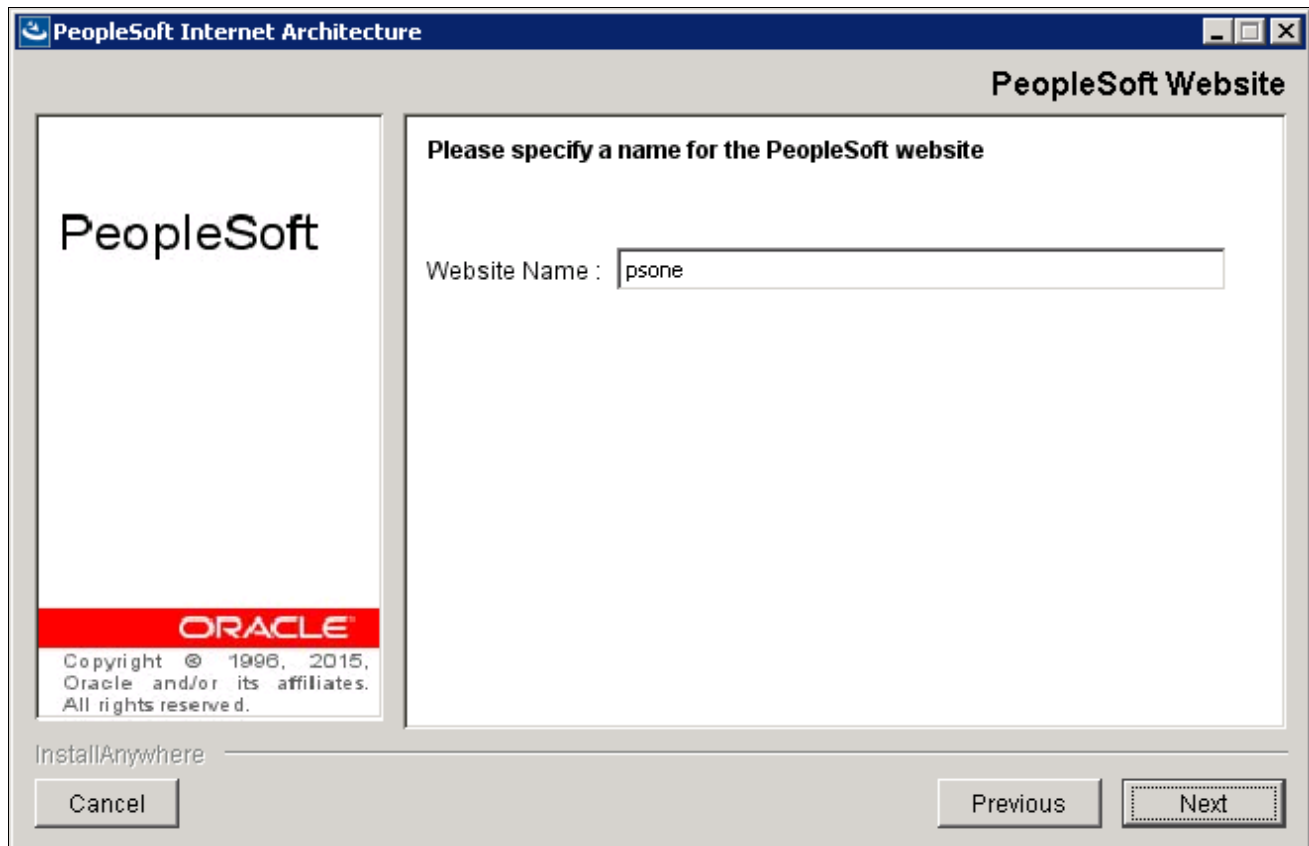 PeopleSoft Internet Architecture
PeopleSoft Website
PeopleSoft
Please specify a name for the PeopleSoft website
Website Name : psone
ORACLE
Copyright © 1996, 2015,
Oracle and/or its affiliates.
All rights reserved.
InstallAnywhere
Cancel
Previous
Next